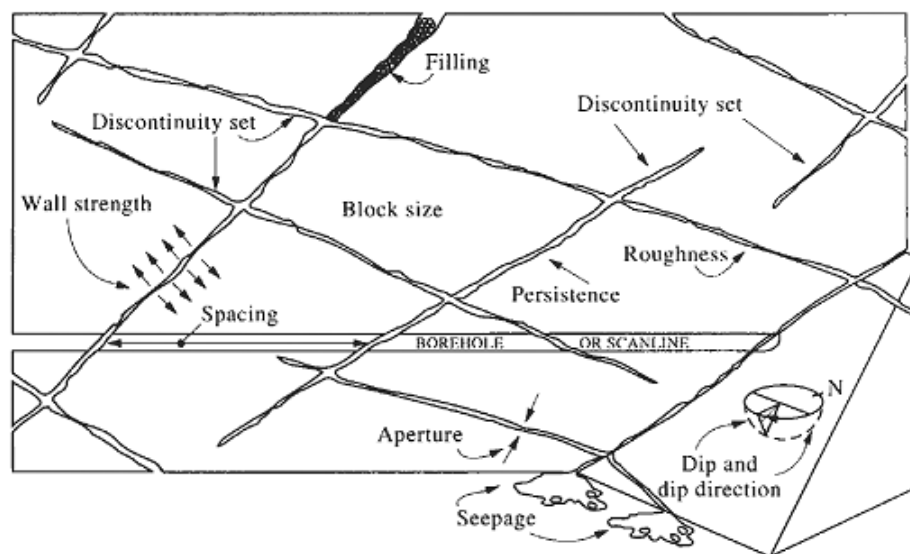 Filling
Discontinuity set
Discontinuity set
Wall strength
Block size
Roughness
Persistence
Spacing
BOREHOLE OR SCANLINE
N
Aperture
Dip and
dip direction
Seepage